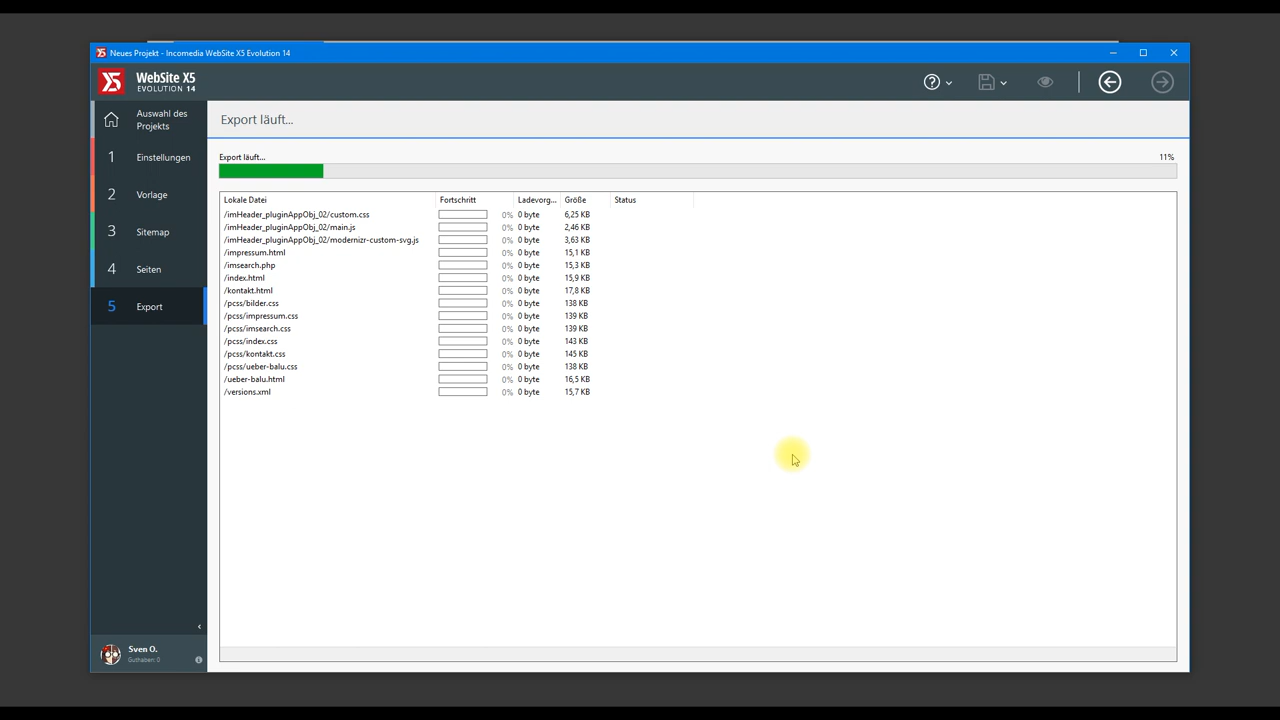 Neues Projekt - Incomedia WebSite X5 Evolution 14
WebSite X5
EVOLUTION 14
Auswahl des
Projekts
1 Einstellungen
2 Vorlage
3 Sitemap
4 Seiten
5 Export
Sven O.
Guthaben: 0
Export läuft...
Export läuft... 11%
Lokale Datei Fortschritt Ladevorg... Größe Status
/imHeader_pluginAppObj_02/custom.css 0% 0 byte 6,25 KB
/imHeader_pluginAppObj_02/main.js 0% 0 byte 2,46 KB
/imHeader_pluginAppObj_02/modernizr-custom-svg.js 0% 0 byte 3,63 KB
/impressum.html 0% 0 byte 15,1 KB
/imsearch.php 0% 0 byte 15,3 KB
/index.html 0% 0 byte 15,9 KB
/kontakt.html 0% 0 byte 17,8 KB
/pcss/bilder.css 0% 0 byte 138 KB
/pcss/impressum.css 0% 0 byte 139 KB
/pcss/imsearch.css 0% 0 byte 139 KB
/pcss/index.css 0% 0 byte 143 KB
/pcss/kontakt.css 0% 0 byte 145 KB
/pcss/ueber-balu.css 0% 0 byte 138 KB
/ueber-balu.html 0% 0 byte 16,5 KB
/versions.xml 0% 0 byte 15,7 KB